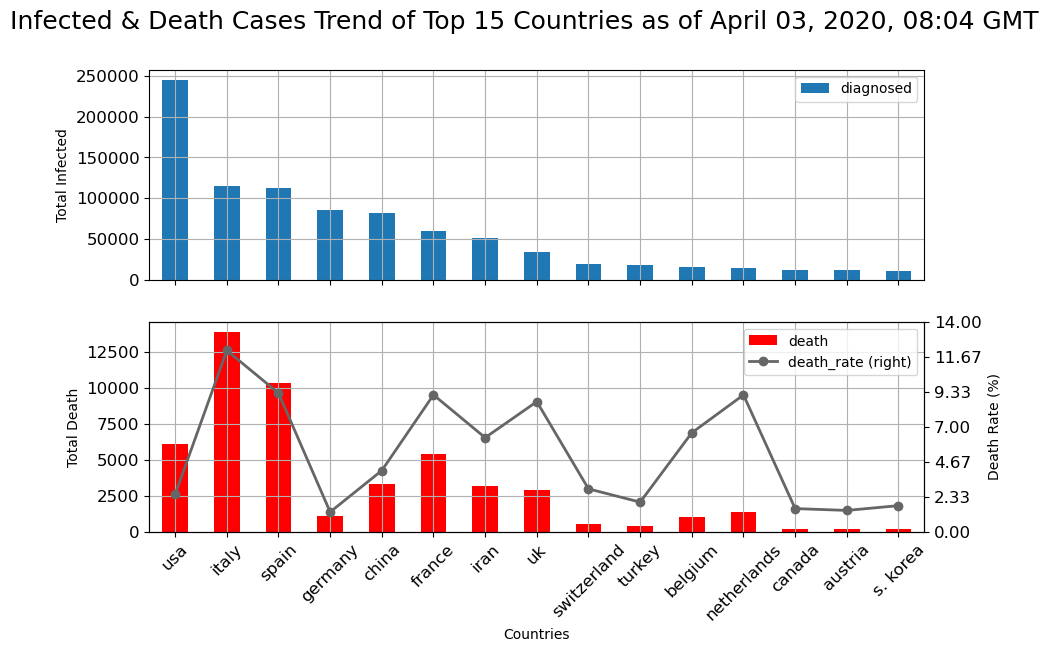 Infected & Death Cases Trend of Top 15 Countries as of April 03, 2020, 08:04 GMT
250000
200000
150000
100000
50000
0
Total Infected
diagnosed
12500
10000
7500
5000
2500
0
Total Death
death
death_rate (right)
14.00
11.67
9.33
7.00
4.67
2.33
0.00
Death Rate (%)
usa
italy
spain
germany
china
france
iran
uk
switzerland
turkey
belgium
netherlands
canada
austria
s. korea
Countries